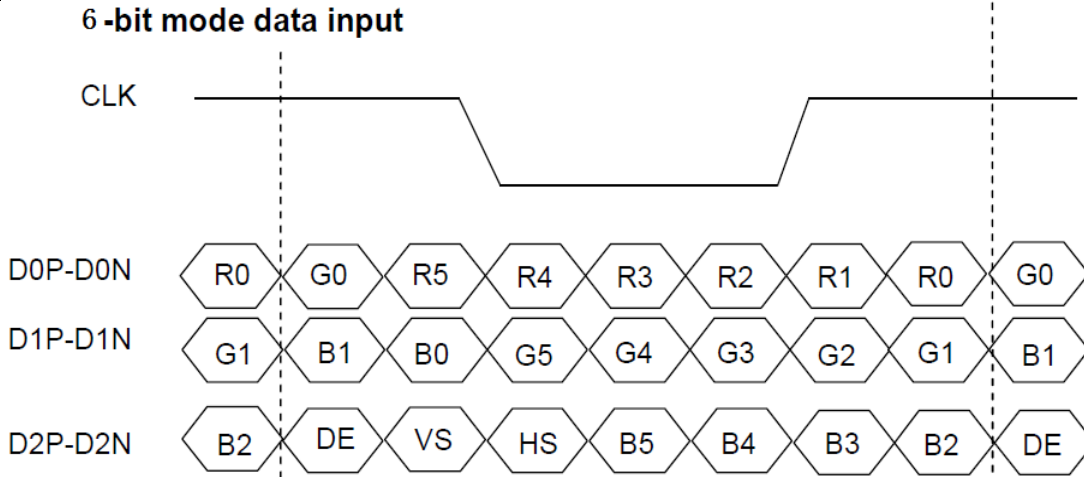 6 -bit mode data input
CLK
D0P-D0N R0 G0 R5 R4 R3 R2 R1 R0 G0
D1P-D1N G1 B1 B0 G5 G4 G3 G2 G1 B1
D2P-D2N B2 DE VS HS B5 B4 B3 B2 DE